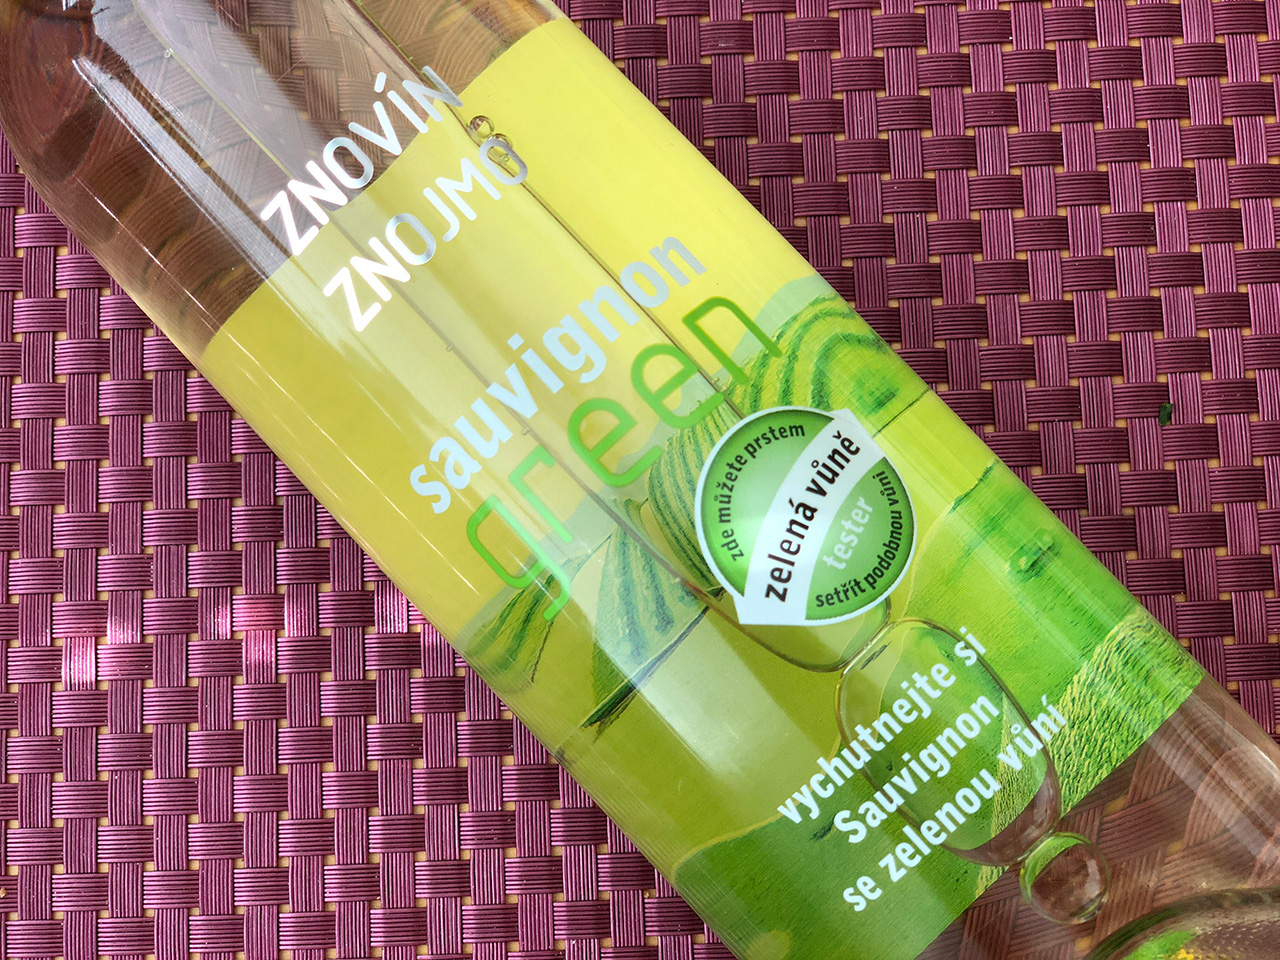 ZNOVÍN
ZNOJMO
sauvignon
green
zde můžete prstem
zelená vůně
tester
setřít podobnou vůni
vychutnejte si
Sauvignon
se zelenou vůní